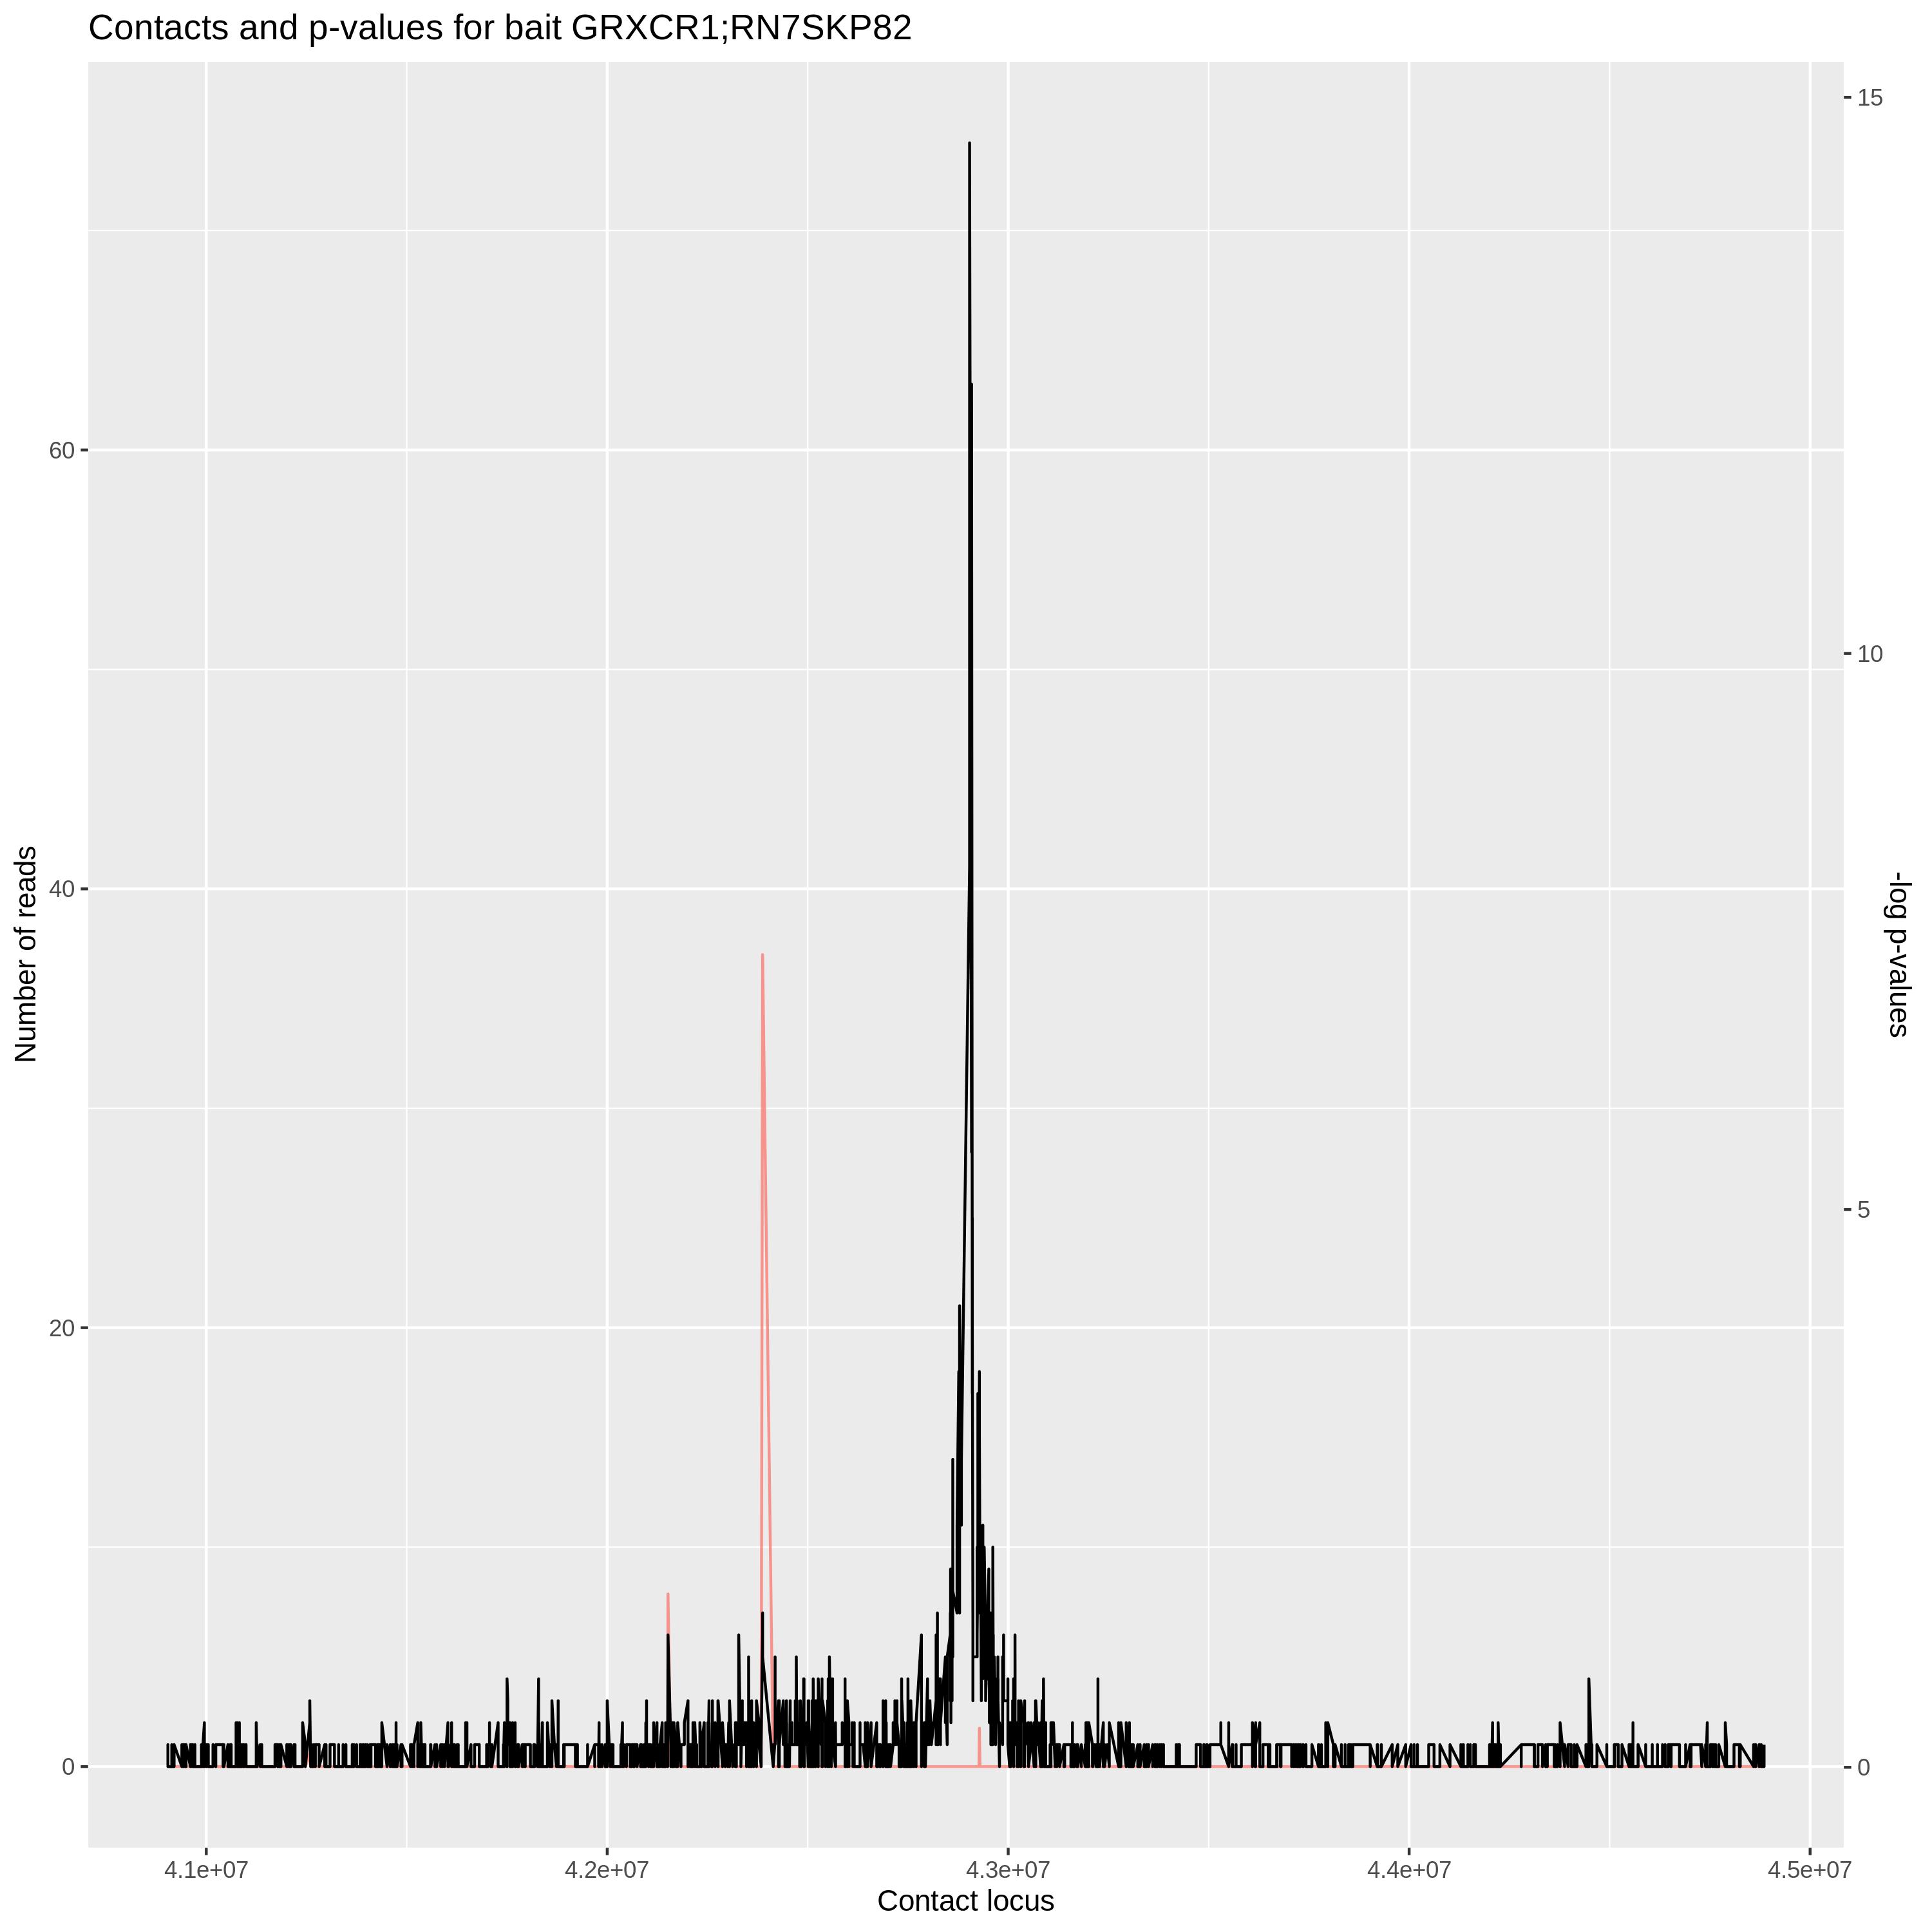 Contacts and p-values for bait GRXCR1;RN7SKP82
15
60
10
40
Number of reads
-log p-values
5
20
0
0
4.1e+07
4.2e+07
4.3e+07
4.4e+07
4.5e+07
Contact locus